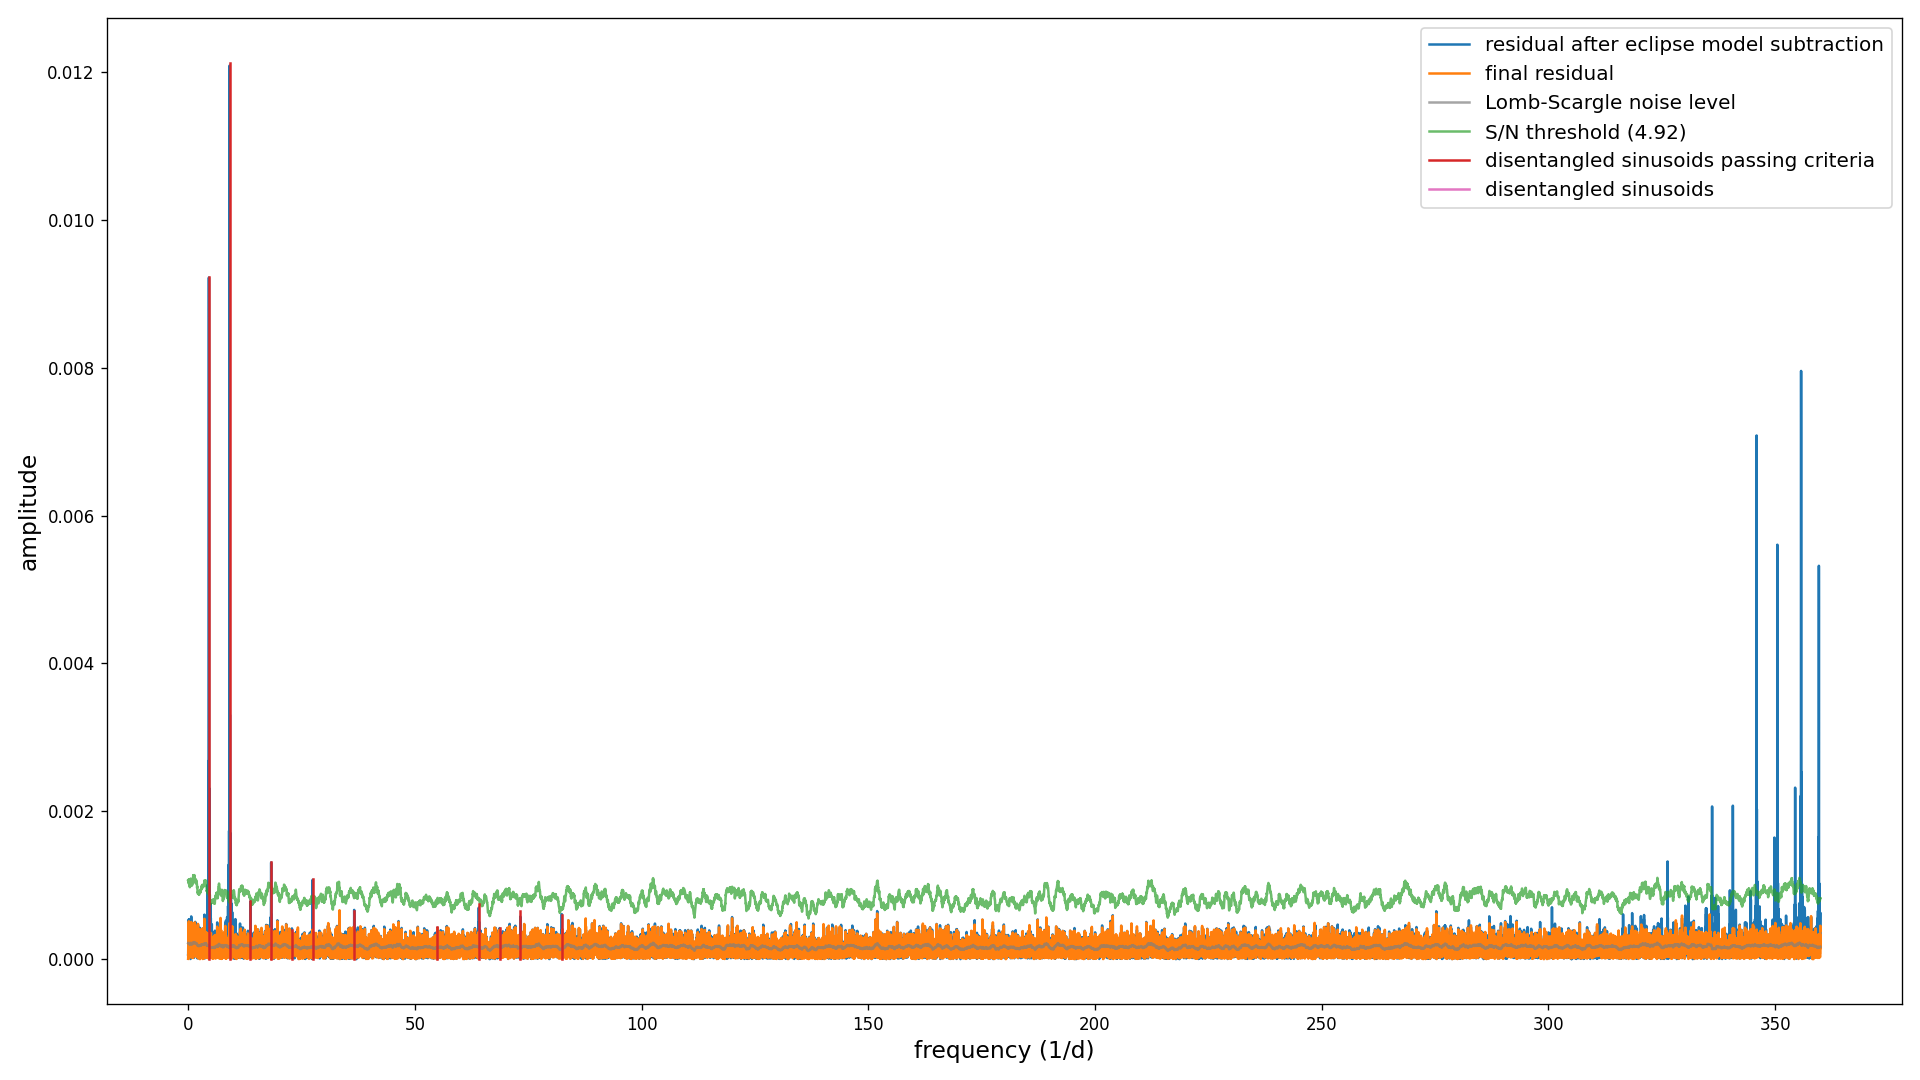 residual after eclipse model subtraction
final residual
Lomb-Scargle noise level
S/N threshold (4.92)
disentangled sinusoids passing criteria
disentangled sinusoids
0.012
0.010
0.008
0.006
0.004
0.002
0.000
amplitude
0 50 100 150 200 250 300 350
frequency (1/d)